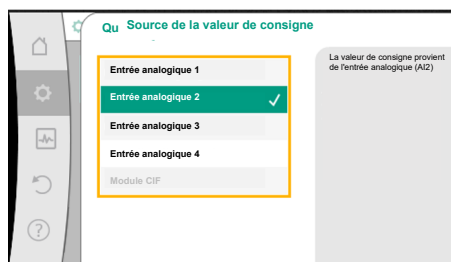 Qu Source de la valeur de consigne
La valeur de consigne provient
de l'entrée analogique (AI2)
Entrée analogique 1
Entrée analogique 2
Entrée analogique 3
Entrée analogique 4
Module CIF
?